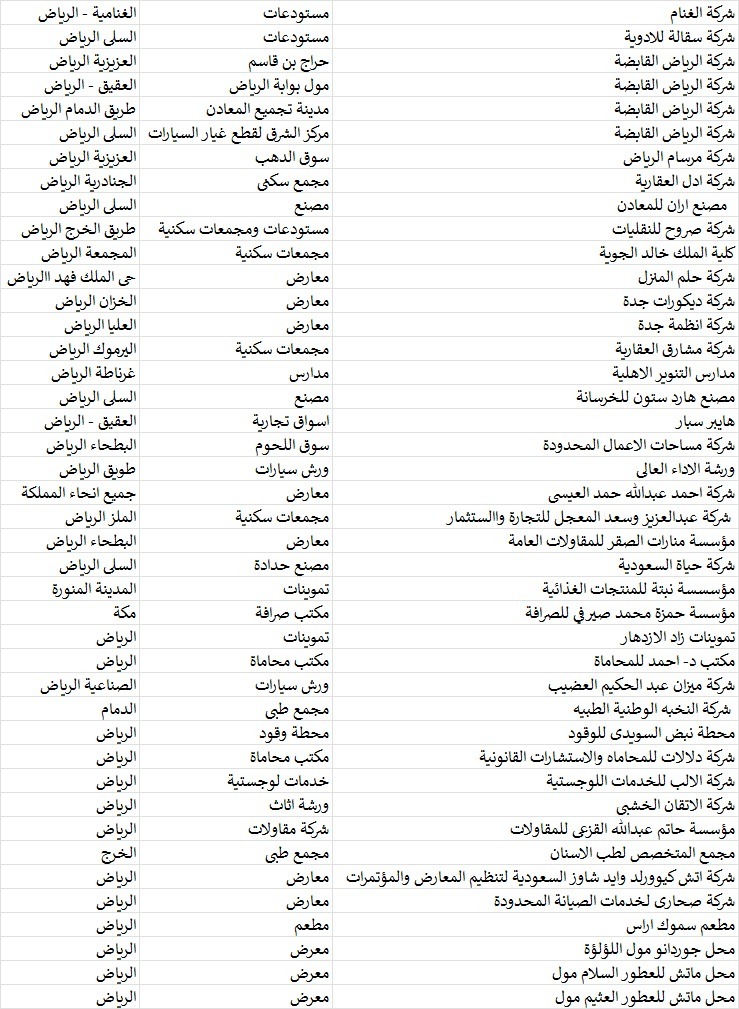 شركة الغنام مستودعات الغنامية - الرياض
شركة سقالة للادوية مستودعات السلى الرياض
شركة الرياض القابضة حراج بن قاسم العزيزية الرياض
شركة الرياض القابضة مول بوابة الرياض العقيق - الرياض
شركة الرياض القابضة مدينة تجميع المعادن طريق الدمام الرياض
شركة الرياض القابضة مركز الشرق لقطع غيار السيارات السلى الرياض
شركة مرسام الرياض سوق الدهب العزيزية الرياض
شركة ادل العقارية مجمع سكنى الجنادرية الرياض
مصنع اران للمعادن مصنع السلى الرياض
شركة صروح للنقليات مستودعات ومجمعات سكنية طريق الخرج الرياض
كلية الملك خالد الجوية مجمعات سكنية المجمعة الرياض
شركة حلم المنزل معارض حى الملك فهد االرياض
شركة ديكورات جدة معارض الخزان الرياض
شركة انظمة جدة معارض العليا الرياض
شركة مشارق العقارية مجمعات سكنية اليرموك الرياض
مدارس التنوير الاهلية مدارس غرناطة الرياض
مصنع هارد ستون للخرسانة مصنع السلى الرياض
هايبر سبار اسواق تجارية العقيق - الرياض
شركة مساحات الاعمال المحدودة سوق اللحوم البطحاء الرياض
ورشة الاداء العالى ورش سيارات طويق الرياض
شركة احمد عبدالله حمد العيسى معارض جميع انحاء المملكة
شركة عبدالعزيز وسعد المعجل للتجارة واالستثمار مجمعات سكنية الملز الرياض
مؤسسة منارات الصقر للمقاولات العامة معارض البطحاء الرياض
شركة حياة السعودية مصنع حدادة السلى الرياض
مؤسسسة نبتة للمنتجات الغذائية تموينات المدينة المنورة
مؤسسة حمزة محمد صيرفي للصرافة مكتب صرافة مكة
تموينات زاد الازدهار تموينات الرياض
مكتب د- احمد للمحاماة مكتب محاماة الرياض
شركة ميزان عبد الحكيم العضيب ورش سيارات الصناعية الرياض
شركة النخبه الوطنية الطبيه مجمع طبى الدمام
محطة نبض السويدى للوقود محطة وقود الرياض
شركة دلالات للمحاماه والاستشارات القانونية مكتب محاماة الرياض
شركة الالب للخدمات اللوجستية خدمات لوجستية الرياض
شركة الاتقان الخشبى ورشة اثاث الرياض
مؤسسة حاتم عبدالله القزعى للمقاولات شركة مقاولات الرياض
مجمع المتخصص لطب الاسنان مجمع طبى الخرج
شركة اتش كيوورلد وايد شاوز السعودية لتنظيم المعارض والمؤتمرات معارض الرياض
شركة صحارى لخدمات الصيانة المحدودة معارض الرياض
مطعم سموك اراس مطعم الرياض
محل جوردانو مول اللؤلؤة معرض الرياض
محل ماتش للعطور السلام مول معرض الرياض
محل ماتش للعطور العثيم مول معرض الرياض